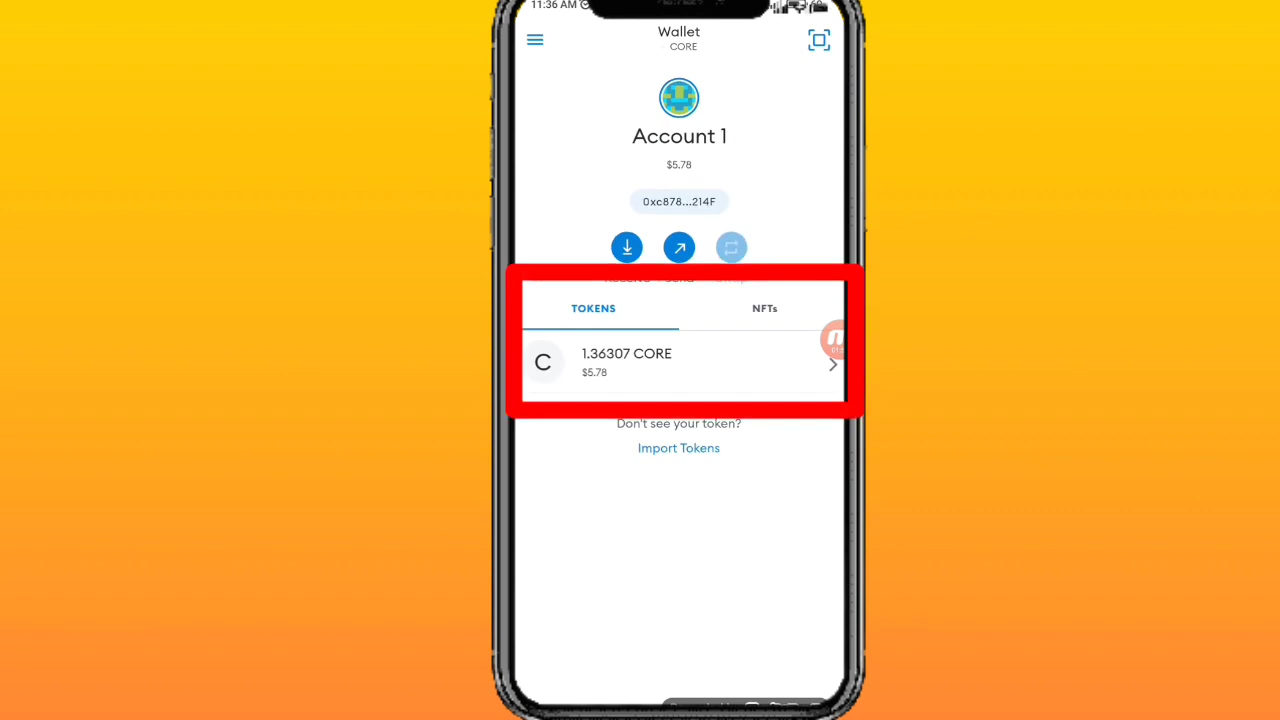 11:36 AM
Wallet
CORE
Account 1
$5.78
0xc878...214F
TOKENS
NFTs
C
1.36307 CORE
$5.78
Don't see your token?
Import Tokens